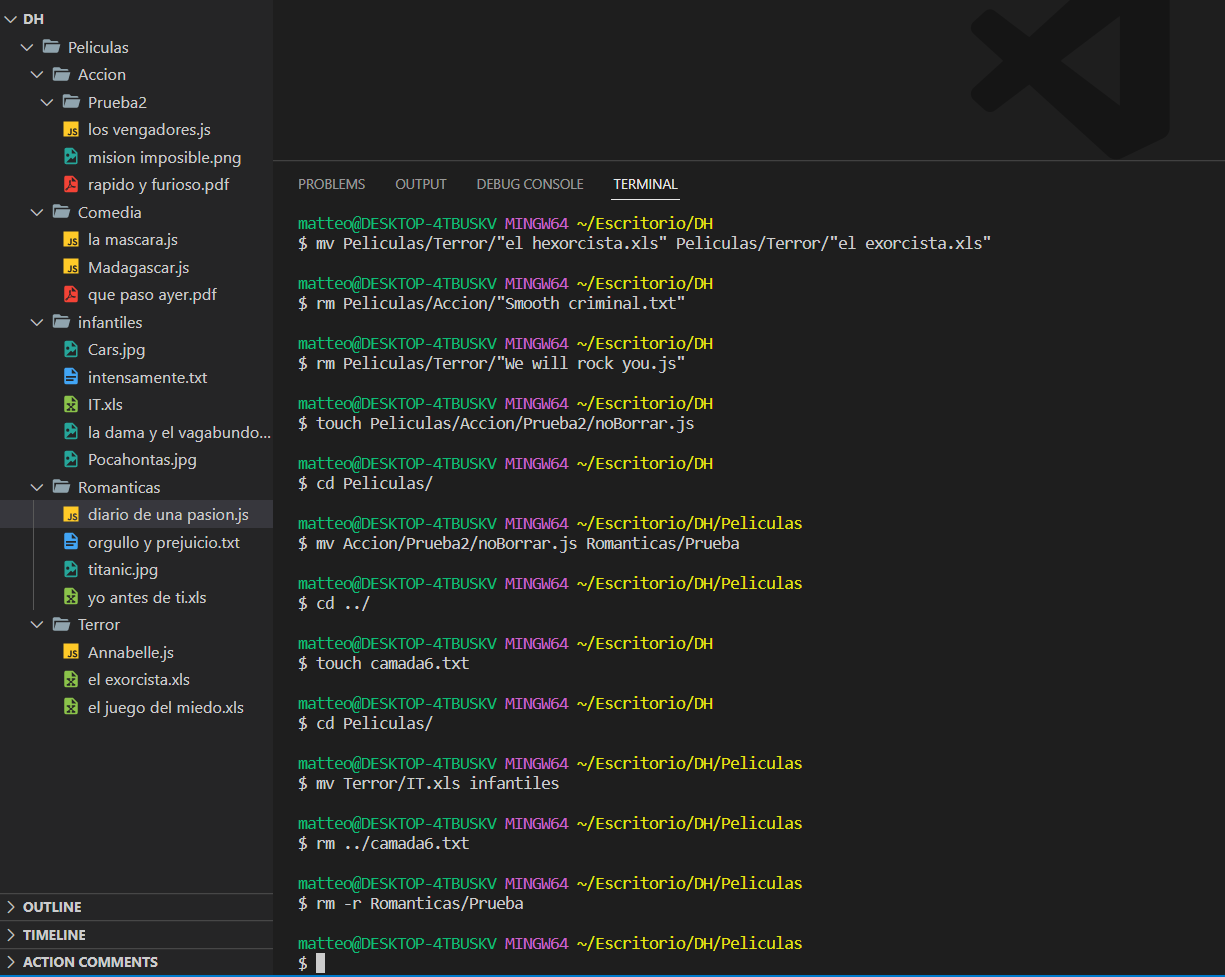 DH
Peliculas
Accion
Prueba2
los vengadores.js
mision imposible.png
rapido y furioso.pdf
Comedia
la mascara.js
Madagascar.js
que paso ayer.pdf
infantiles
Cars.jpg
intensamente.txt
IT.xls
la dama y el vagabundo...
Pocahontas.jpg
Romanticas
diario de una pasion.js
orgullo y prejuicio.txt
titanic.jpg
yo antes de ti.xls
Terror
Annabelle.js
el exorcista.xls
el juego del miedo.xls
OUTLINE
TIMELINE
ACTION COMMENTS
PROBLEMS OUTPUT DEBUG CONSOLE TERMINAL
matteo@DESKTOP-4TBUSKV MINGW64 ~/Escritorio/DH
$ mv Peliculas/Terror/"el hexorcista.xls" Peliculas/Terror/"el exorcista.xls"
matteo@DESKTOP-4TBUSKV MINGW64 ~/Escritorio/DH
$ rm Peliculas/Accion/"Smooth criminal.txt"
matteo@DESKTOP-4TBUSKV MINGW64 ~/Escritorio/DH
$ rm Peliculas/Terror/"We will rock you.js"
matteo@DESKTOP-4TBUSKV MINGW64 ~/Escritorio/DH
$ touch Peliculas/Accion/Prueba2/noBorrar.js
matteo@DESKTOP-4TBUSKV MINGW64 ~/Escritorio/DH
$ cd Peliculas/
matteo@DESKTOP-4TBUSKV MINGW64 ~/Escritorio/DH/Peliculas
$ mv Accion/Prueba2/noBorrar.js Romanticas/Prueba
matteo@DESKTOP-4TBUSKV MINGW64 ~/Escritorio/DH/Peliculas
$ cd ../
matteo@DESKTOP-4TBUSKV MINGW64 ~/Escritorio/DH
$ touch camada6.txt
matteo@DESKTOP-4TBUSKV MINGW64 ~/Escritorio/DH
$ cd Peliculas/
matteo@DESKTOP-4TBUSKV MINGW64 ~/Escritorio/DH/Peliculas
$ mv Terror/IT.xls infantiles
matteo@DESKTOP-4TBUSKV MINGW64 ~/Escritorio/DH/Peliculas
$ rm ../camada6.txt
matteo@DESKTOP-4TBUSKV MINGW64 ~/Escritorio/DH/Peliculas
$ rm -r Romanticas/Prueba
matteo@DESKTOP-4TBUSKV MINGW64 ~/Escritorio/DH/Peliculas
$